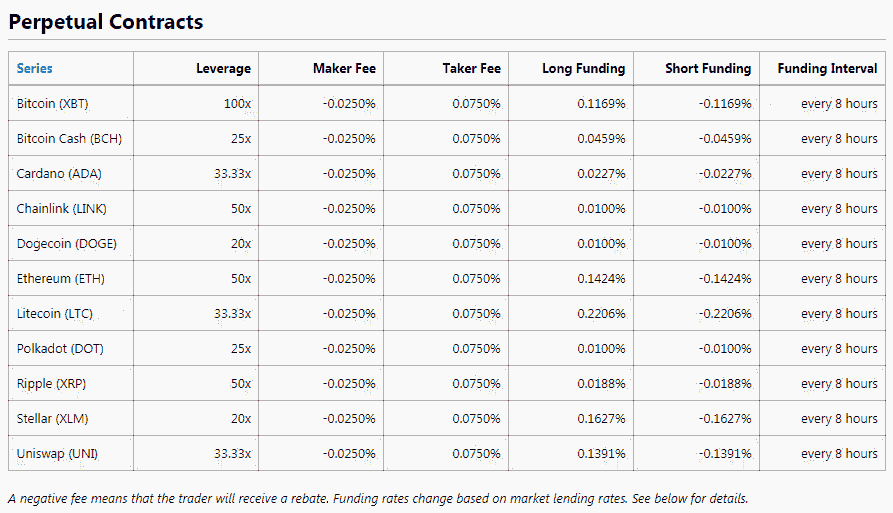 Perpetual Contracts
Series Leverage Maker Fee Taker Fee Long Funding Short Funding Funding Interval
Bitcoin (XBT) 100x -0.0250% 0.0750% 0.1169% -0.1169% every 8 hours
Bitcoin Cash (BCH) 25x -0.0250% 0.0750% 0.0459% -0.0459% every 8 hours
Cardano (ADA) 33.33x -0.0250% 0.0750% 0.0227% -0.0227% every 8 hours
Chainlink (LINK) 50x -0.0250% 0.0750% 0.0100% -0.0100% every 8 hours
Dogecoin (DOGE) 20x -0.0250% 0.0750% 0.0100% -0.0100% every 8 hours
Ethereum (ETH) 50x -0.0250% 0.0750% 0.1424% -0.1424% every 8 hours
Litecoin (LTC) 33.33x -0.0250% 0.0750% 0.2206% -0.2206% every 8 hours
Polkadot (DOT) 25x -0.0250% 0.0750% 0.0100% -0.0100% every 8 hours
Ripple (XRP) 50x -0.0250% 0.0750% 0.0188% -0.0188% every 8 hours
Stellar (XLM) 20x -0.0250% 0.0750% 0.1627% -0.1627% every 8 hours
Uniswap (UNI) 33.33x -0.0250% 0.0750% 0.1391% -0.1391% every 8 hours
A negative fee means that the trader will receive a rebate. Funding rates change based on market lending rates. See below for details.